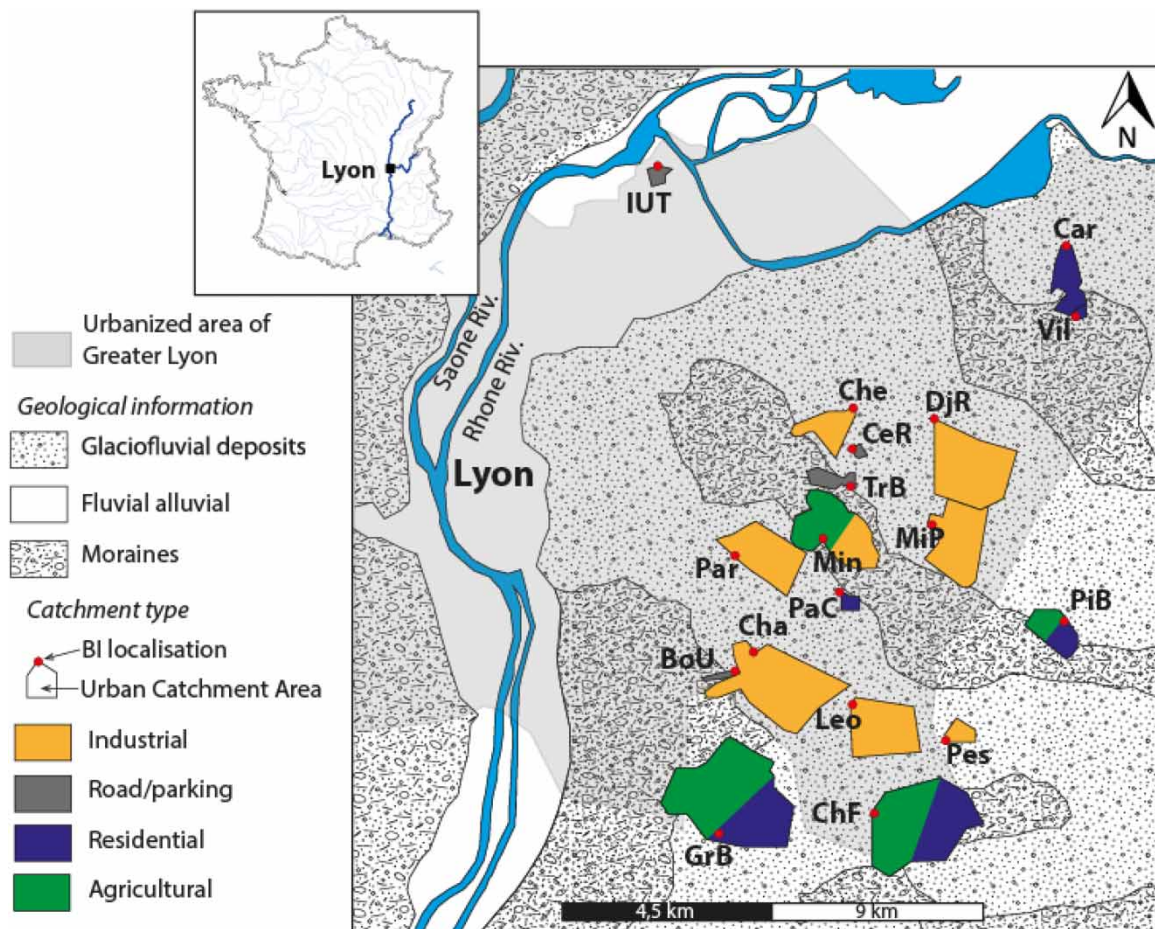 Lyon
N
IUT
Car
Vil
Saone Riv.
Rhone Riv.
Urbanized area of
Greater Lyon
Geological information
Glaciofluvial deposits
Fluvial alluvial
Moraines
Catchment type
BI localisation
Urban Catchment Area
Industrial
Road/parking
Residential
Agricultural
Che
DjR
CeR
Lyon
TrB
MiP
Min
Par
PaC
PiB
Cha
BoU
Leo
Pes
ChF
GrB
4,5 km
9 km